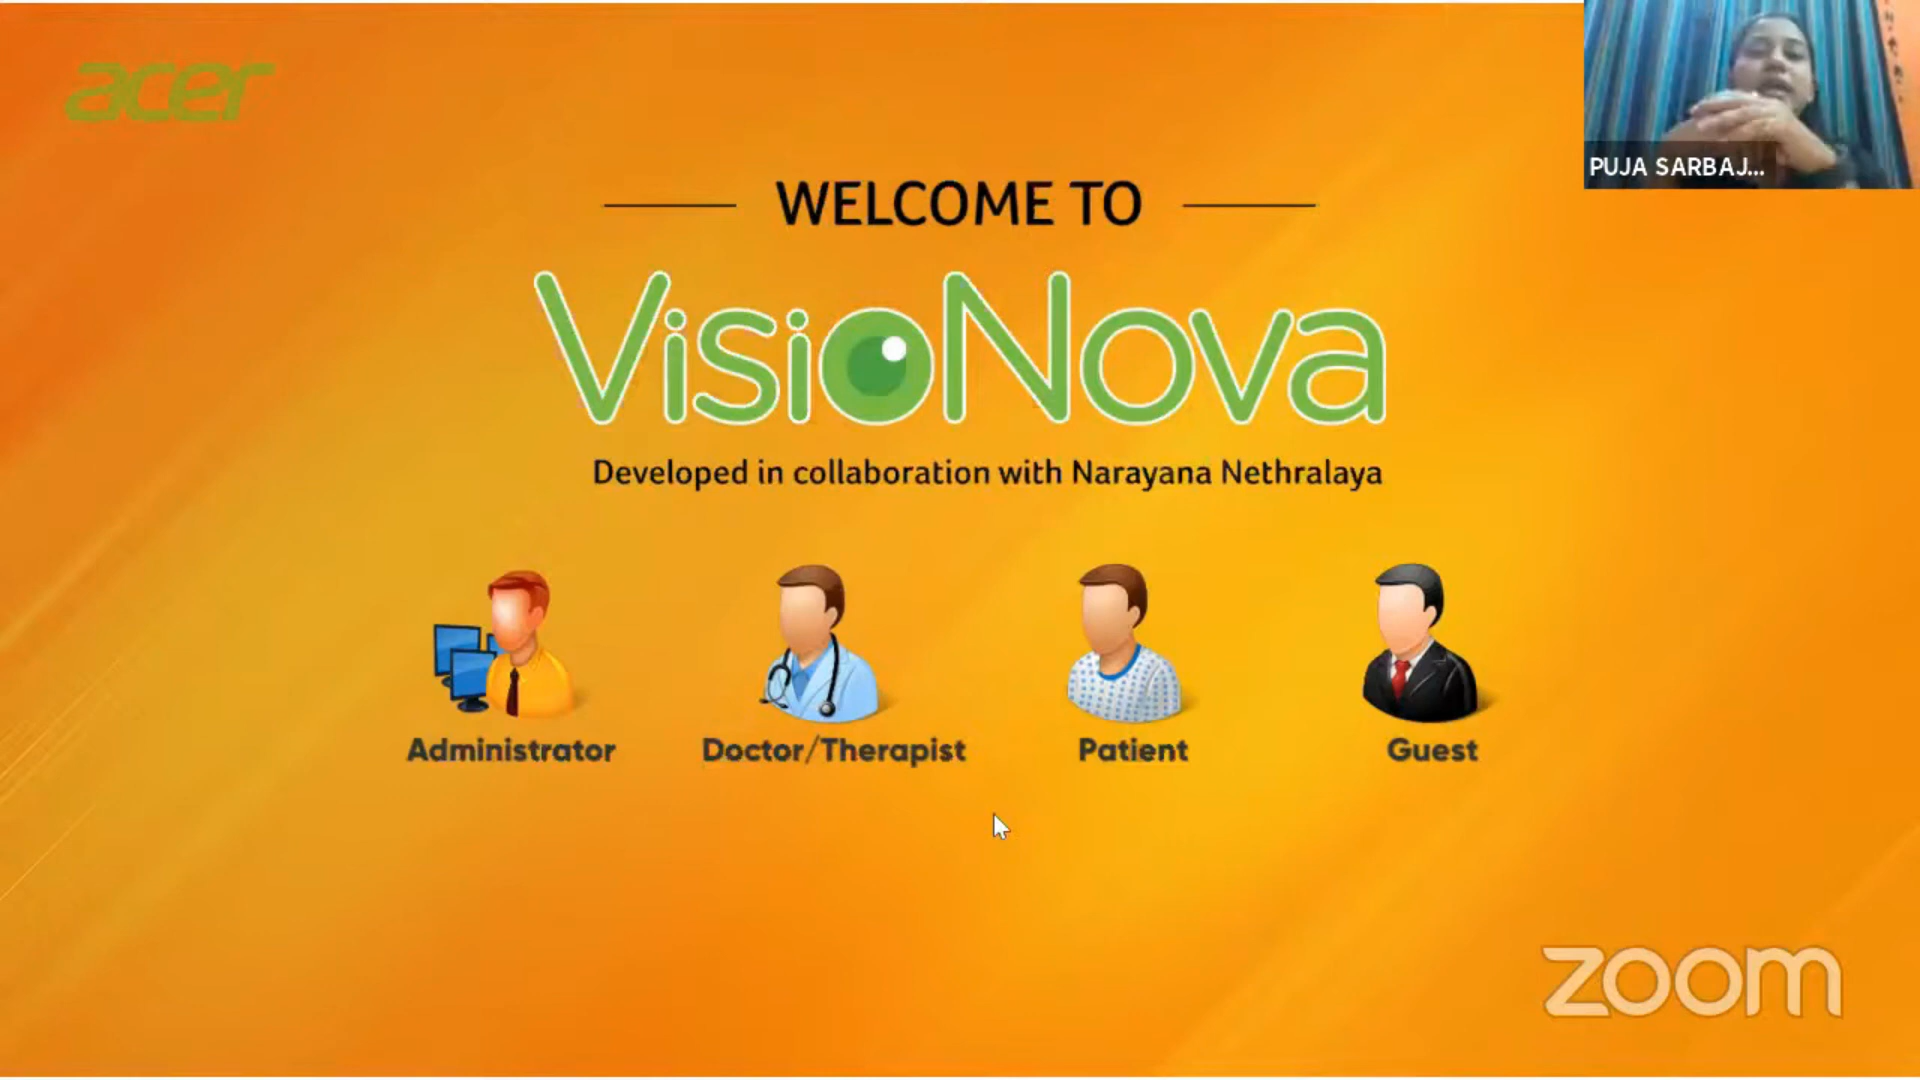 acer
PUJA SARBAJ...
WELCOME TO
VisioNova
Developed in collaboration with Narayana Nethralaya
Administrator
Doctor/Therapist
Patient
Guest
zoom